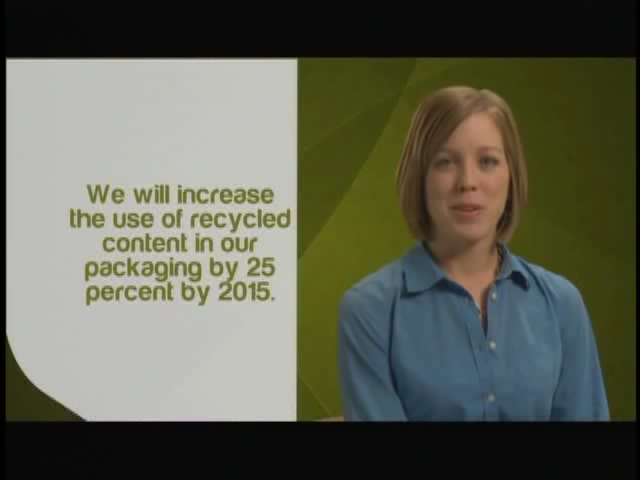 We will increase
the use of recycled
content in our
packaging by 25
percent by 2015.